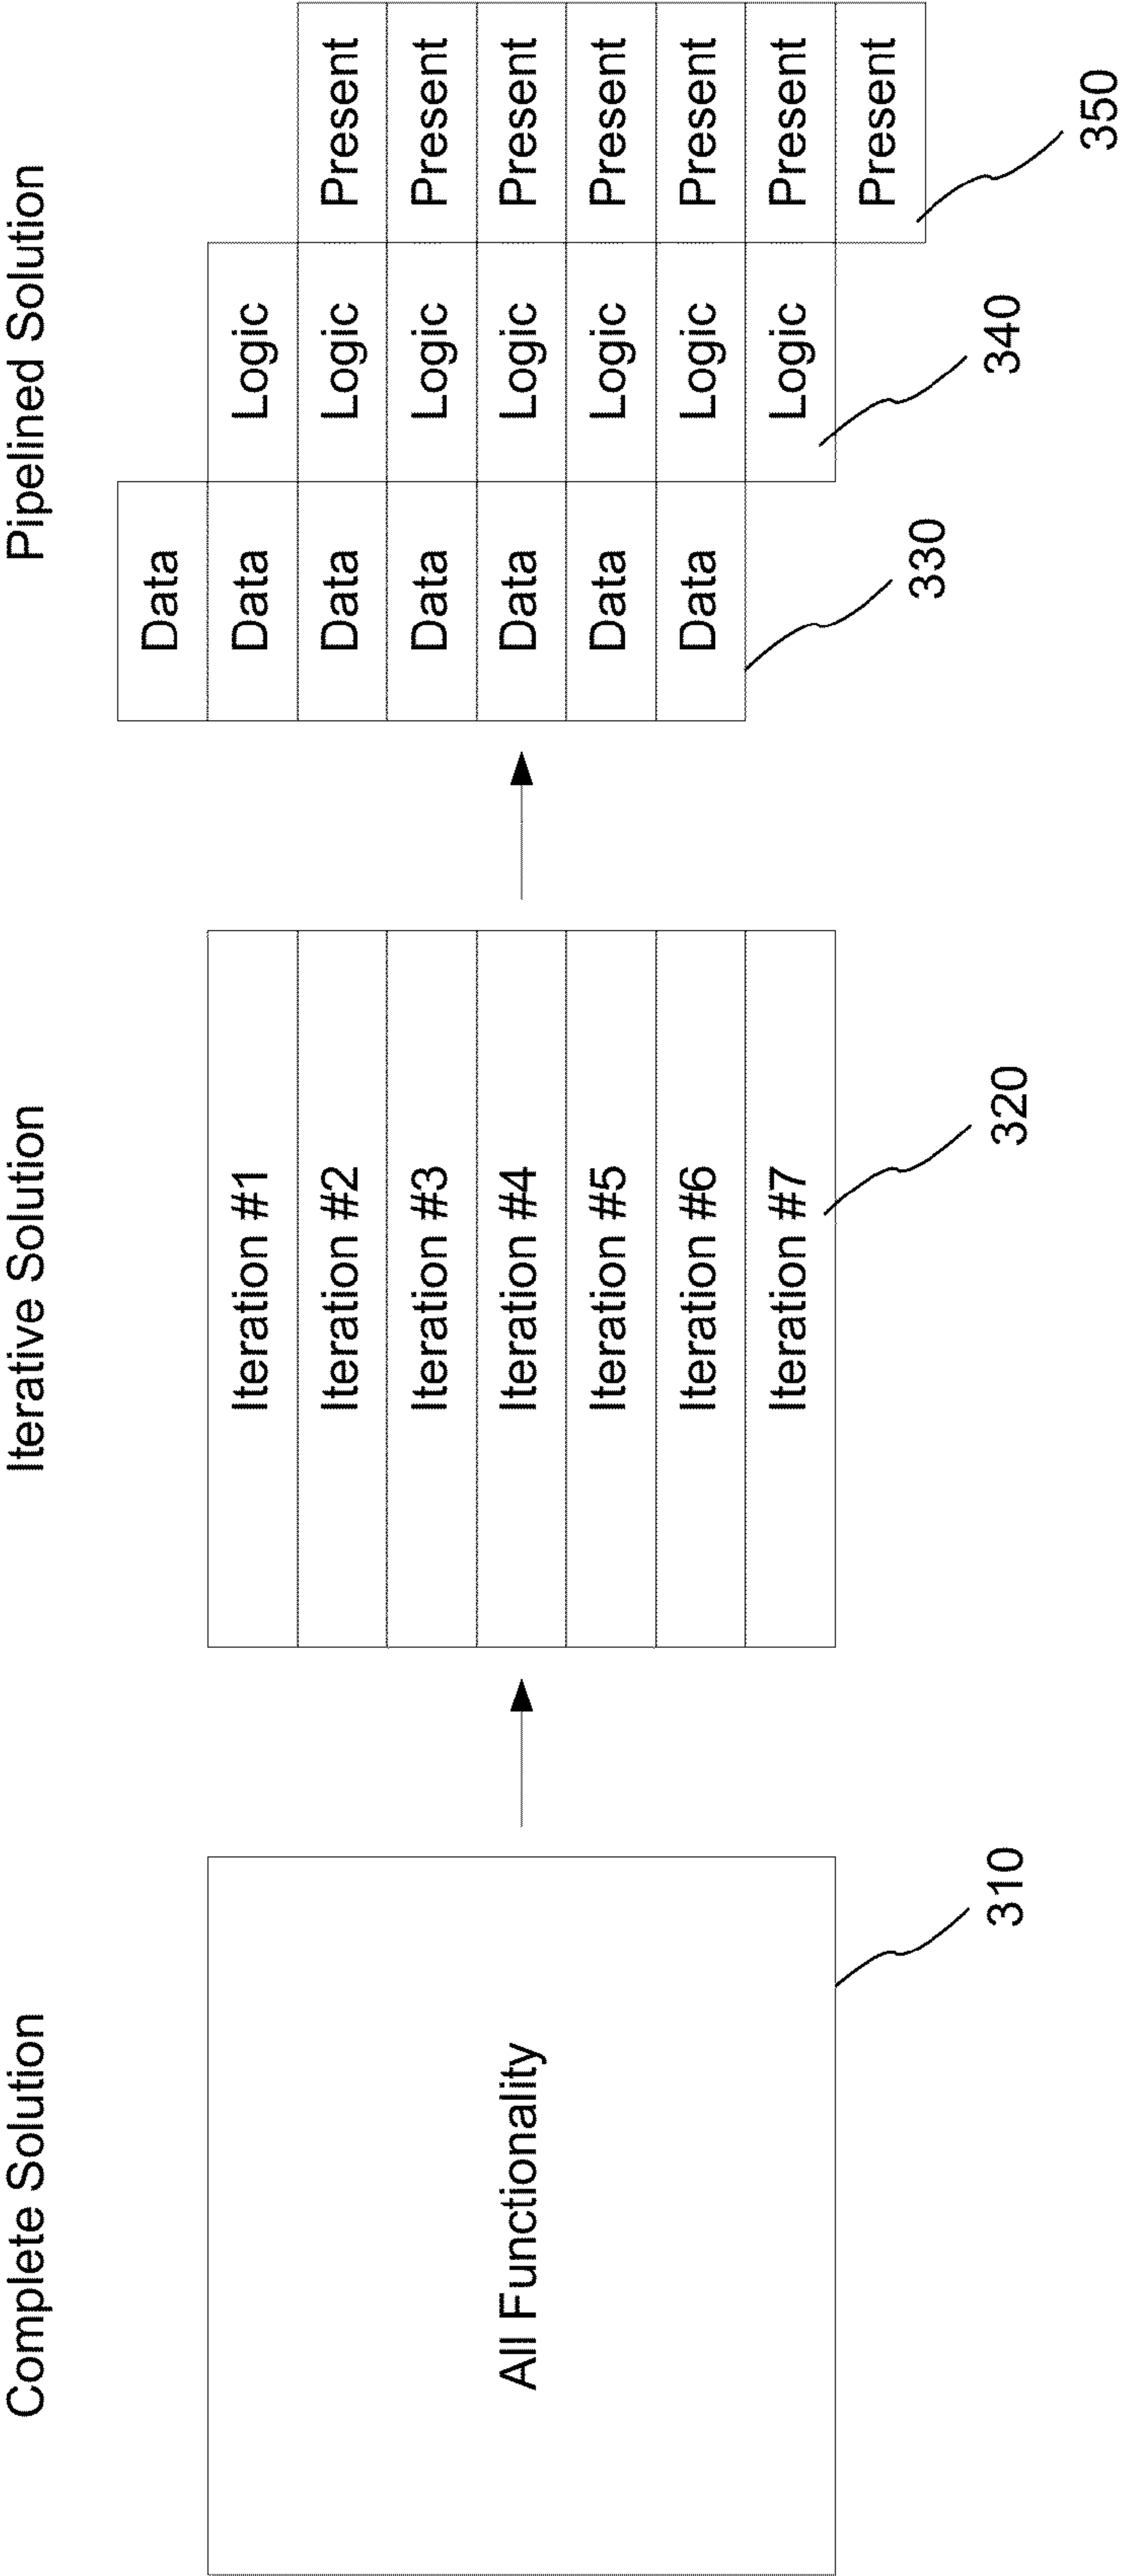 Complete Solution
Iterative Solution
Pipelined Solution
All Functionality
310
Iteration #1
Iteration #2
Iteration #3
Iteration #4
Iteration #5
Iteration #6
Iteration #7
320
Data
Data Logic
Data Logic Present
Data Logic Present
Data Logic Present
Data Logic Present
Data Logic Present
Logic Present
Present
330
340
350